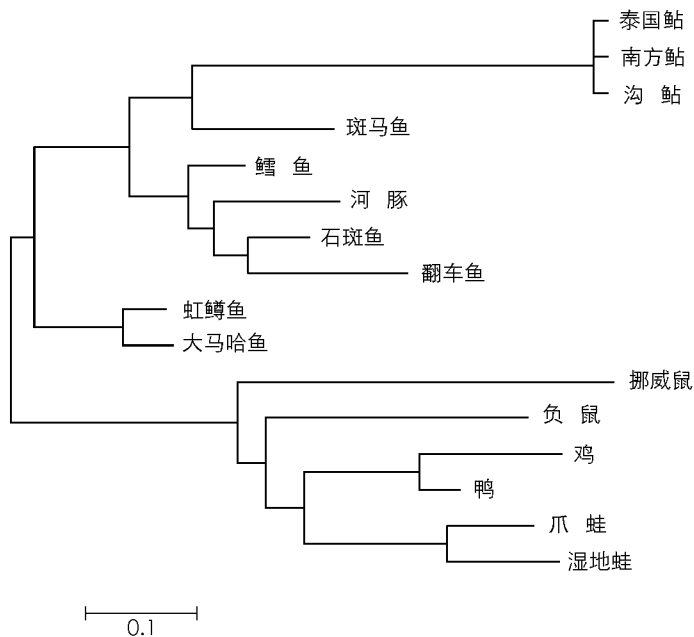 泰国鲇
南方鲇
沟 鲇
斑马鱼
鳕 鱼
河 豚
石斑鱼
翻车鱼
虹鳟鱼
大马哈鱼
挪威鼠
负 鼠
鸡
鸭
爪 蛙
湿地蛙
0.1